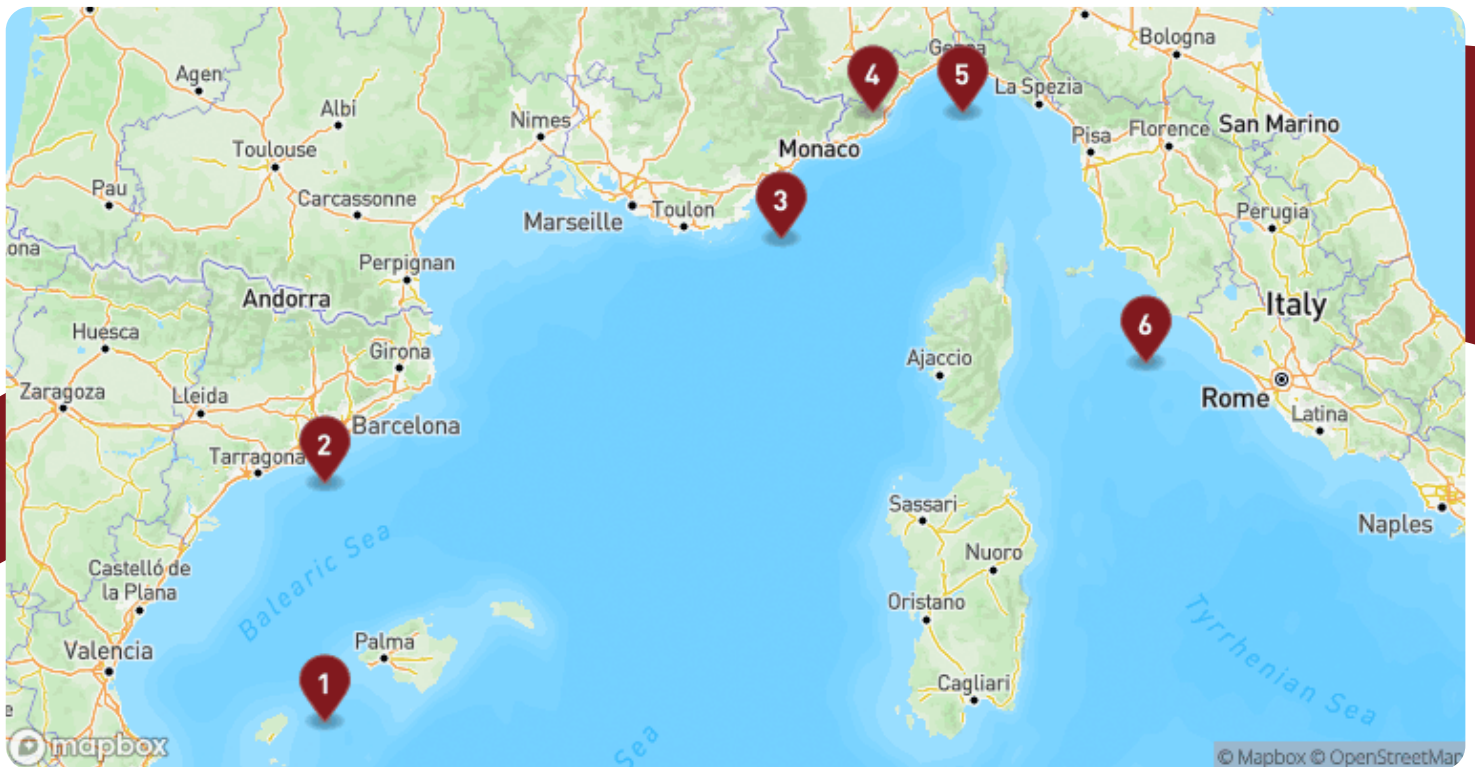 Bologna
Genoa
Agen
4
5
La Spezia
Albi
Nimes
Pisa
Florence
San Marino
Toulouse
Monaco
Pau
Carcassonne
3
Marseille
Toulon
Perugia
ona
Perpignan
Andorra
Italy
Huesca
6
Girona
Ajaccio
Zaragoza
Lleida
Rome
Latina
Barcelona
2
Tarragona
Sassari
Naples
Balearic Sea
Nuoro
Castelló de
la Plana
Oristano
Tyrrhenian Sea
Palma
Valencia
1
Cagliari
e
Sea
mapbox
© Mapbox © OpenStreetMap